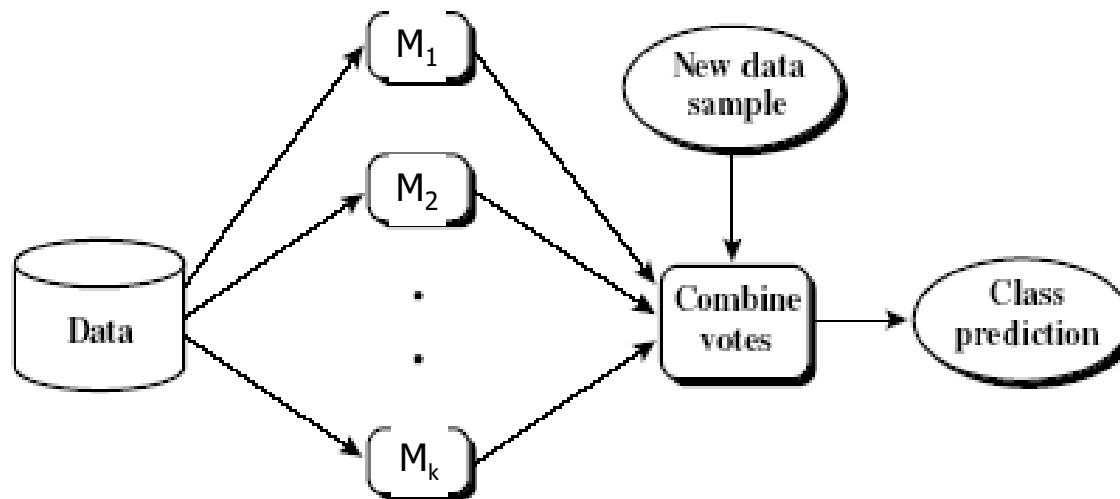 M₁
New data
sample
M₂
Data
Combine
votes
Class
prediction
Mₖ